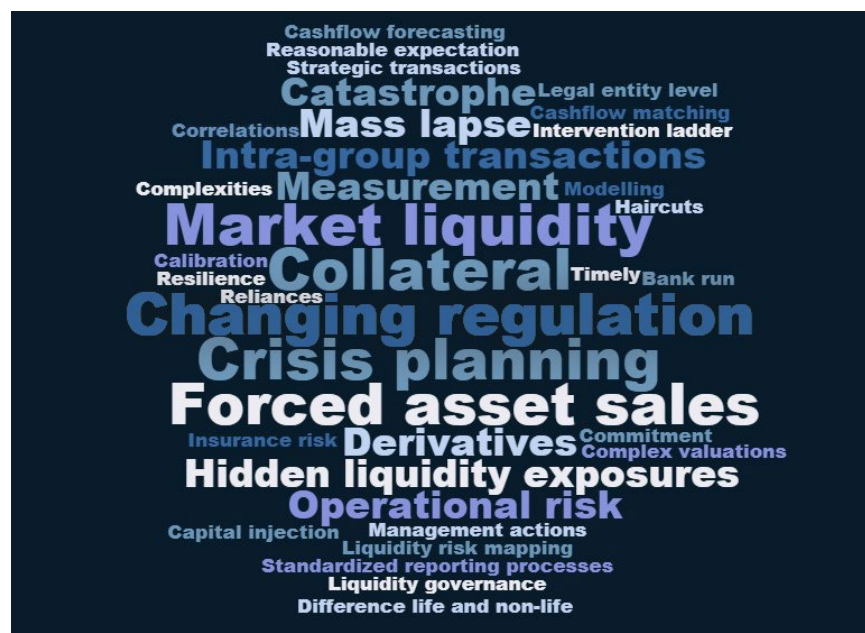 Cashflow forecasting
Reasonable expectation
Strategic transactions
Catastrophe Legal entity level
Cashflow matching
Correlations Mass lapse Intervention ladder
Intra-group transactions
Complexities Measurement Modelling
Haircuts
Market liquidity
Calibration
Resilience Collateral Timely Bank run
Reliances
Changing regulation
Crisis planning
Forced asset sales
Insurance risk Derivatives Commitment
Complex valuations
Hidden liquidity exposures
Operational risk
Capital injection Management actions
Liquidity risk mapping
Standardized reporting processes
Liquidity governance
Difference life and non-life